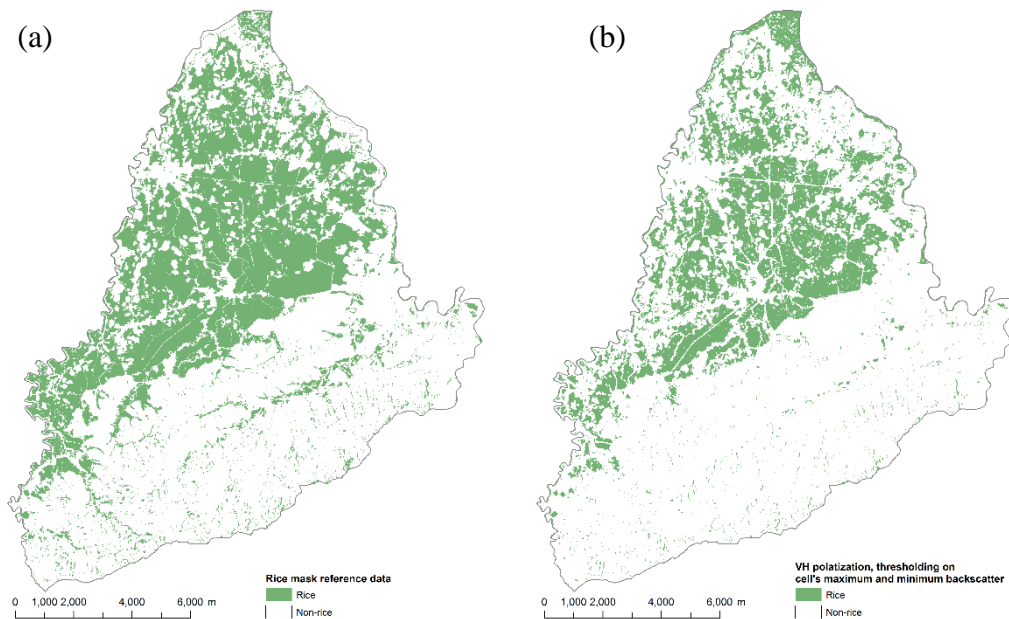 (a)
(b)
Rice mask reference data
Rice
Non-rice
0 1,000 2,000 4,000 6,000 m
VH polatization, thresholding on
cell's maximum and minimum backscatter
Rice
Non-rice
0 1,000 2,000 4,000 6,000 m